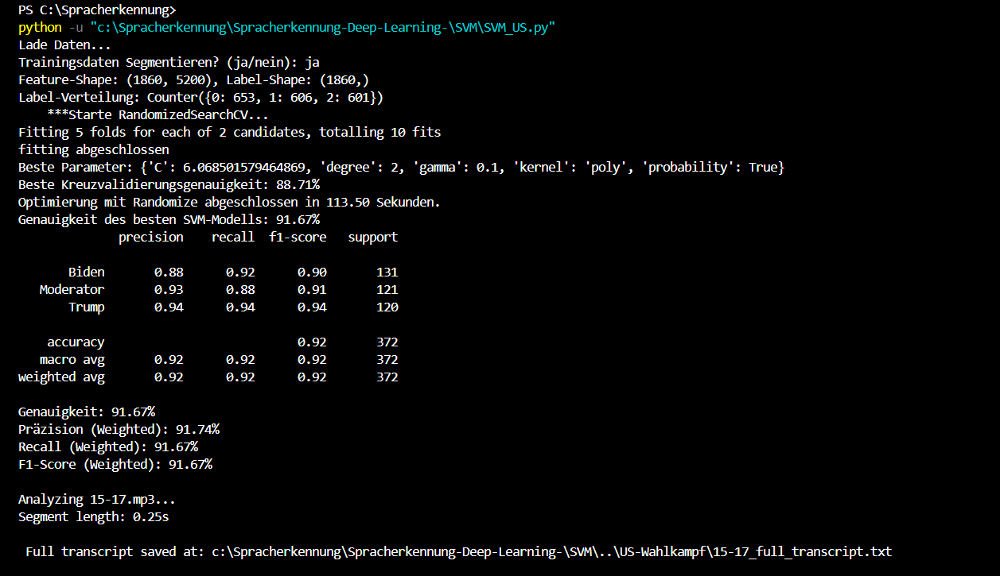 PS C:\Spracherkennung>
python -u "c:\Spracherkennung\Spracherkennung-Deep-Learning-\SVM\SVM_US.py"
Lade Daten...
Trainingsdaten Segmentieren? (ja/nein): ja
Feature-Shape: (1860, 5200), Label-Shape: (1860,)
Label-Verteilung: Counter({0: 653, 1: 606, 2: 601})
    ***Starte RandomizedSearchCV...
Fitting 5 folds for each of 2 candidates, totalling 10 fits
fitting abgeschlossen
Beste Parameter: {'C': 6.068501579464869, 'degree': 2, 'gamma': 0.1, 'kernel': 'poly', 'probability': True}
Beste Kreuzvalidierungsgenauigkeit: 88.71%
Optimierung mit Randomize abgeschlossen in 113.50 Sekunden.
Genauigkeit des besten SVM-Modells: 91.67%
              precision    recall  f1-score   support
       Biden       0.88      0.92      0.90       131
   Moderator       0.93      0.88      0.91       121
       Trump       0.94      0.94      0.94       120
    accuracy                           0.92       372
   macro avg       0.92      0.92      0.92       372
weighted avg       0.92      0.92      0.92       372
Genauigkeit: 91.67%
Präzision (Weighted): 91.74%
Recall (Weighted): 91.67%
F1-Score (Weighted): 91.67%
Analyzing 15-17.mp3...
Segment length: 0.25s
 Full transcript saved at: c:\Spracherkennung\Spracherkennung-Deep-Learning-\SVM\..\US-Wahlkampf\15-17_full_transcript.txt